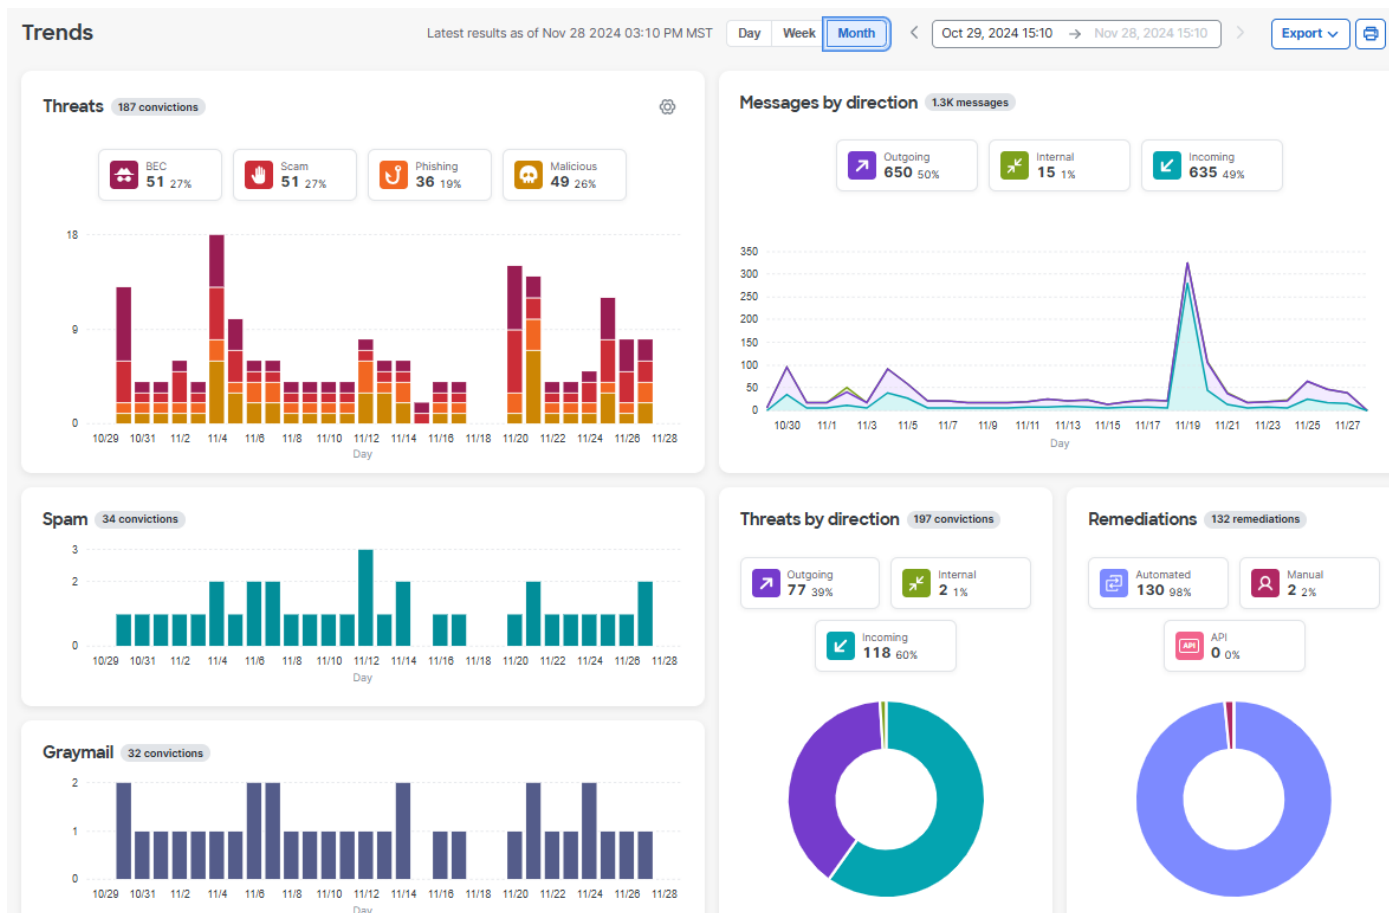 Trends
Latest results as of Nov 28 2024 03:10 PM MST
Day Week Month
Oct 29, 2024 15:10 → Nov 28, 2024 15:10
Export
Threats 187 convictions
BEC
51 27%
Scam
51 27%
Phishing
36 19%
Malicious
49 26%
18
9
0
10/29 10/31 11/2 11/4 11/6 11/8 11/10 11/12 11/14 11/16 11/18 11/20 11/22 11/24 11/26 11/28
Day
Messages by direction 1.3K messages
Outgoing
650 50%
Internal
15 1%
Incoming
635 49%
350
300
250
200
150
100
50
0
10/30 11/1 11/3 11/5 11/7 11/9 11/11 11/13 11/15 11/17 11/19 11/21 11/23 11/25 11/27
Day
Spam 34 convictions
3
2
0
10/29 10/31 11/2 11/4 11/6 11/8 11/10 11/12 11/14 11/16 11/18 11/20 11/22 11/24 11/26 11/28
Day
Graymail 32 convictions
2
1
0
10/29 10/31 11/2 11/4 11/6 11/8 11/10 11/12 11/14 11/16 11/18 11/20 11/22 11/24 11/26 11/28
Day
Threats by direction 197 convictions
Outgoing
77 39%
Internal
2 1%
Incoming
118 60%
Remediations 132 remediations
Automated
130 98%
Manual
2 2%
API
API
0 0%